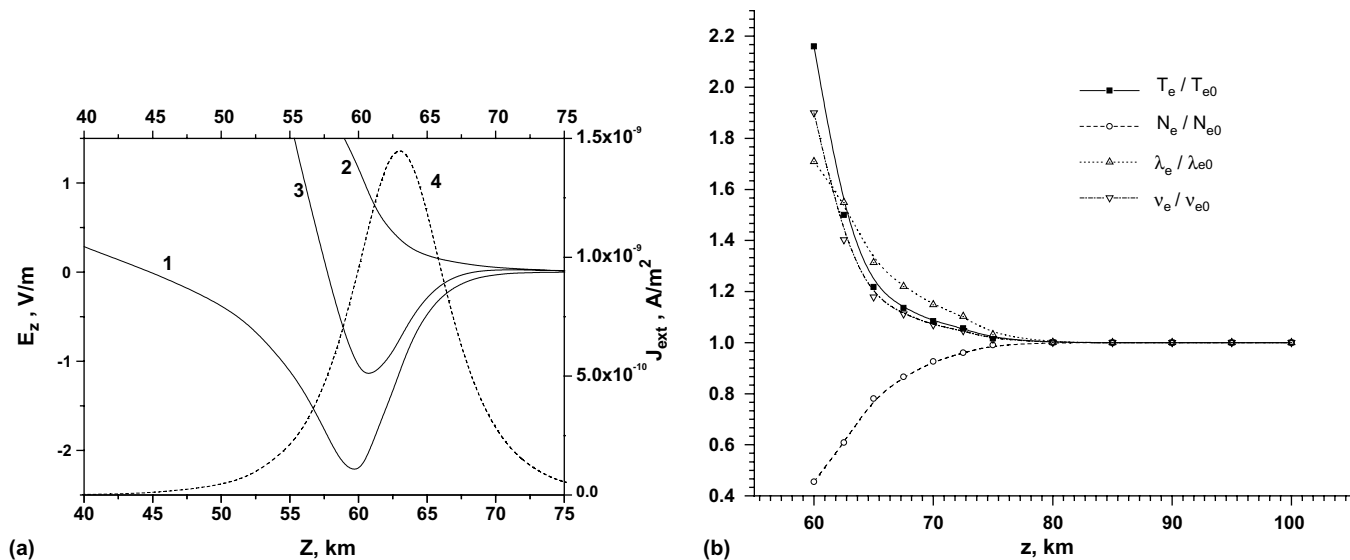 40 45 50 55 60 65 70 75
1.5x10⁻⁹
1.0x10⁻⁹
5.0x10⁻¹⁰
0.0
J_ext, A/m²
1
0
-1
-2
E_z, V/m
1
2
3
4
40 45 50 55 60 65 70 75
Z, km
(a)
2.2
2.0
1.8
1.6
1.4
1.2
1.0
0.8
0.6
0.4
T_e / T_e0
N_e / N_e0
λ_e / λ_e0
ν_e / ν_e0
60 70 80 90 100
z, km
(b)